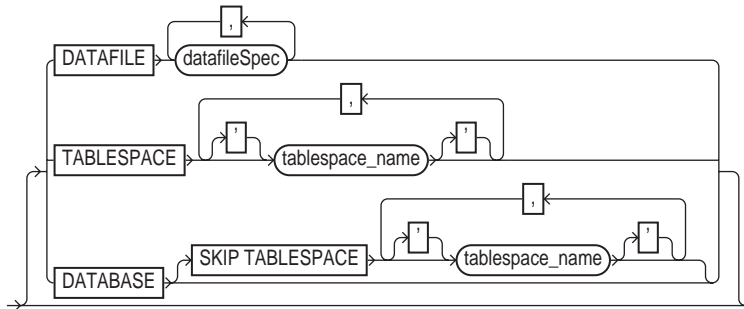 ,
DATAFILE datafileSpec
,
TABLESPACE ' tablespace_name '
,
SKIP TABLESPACE ' tablespace_name '
DATABASE